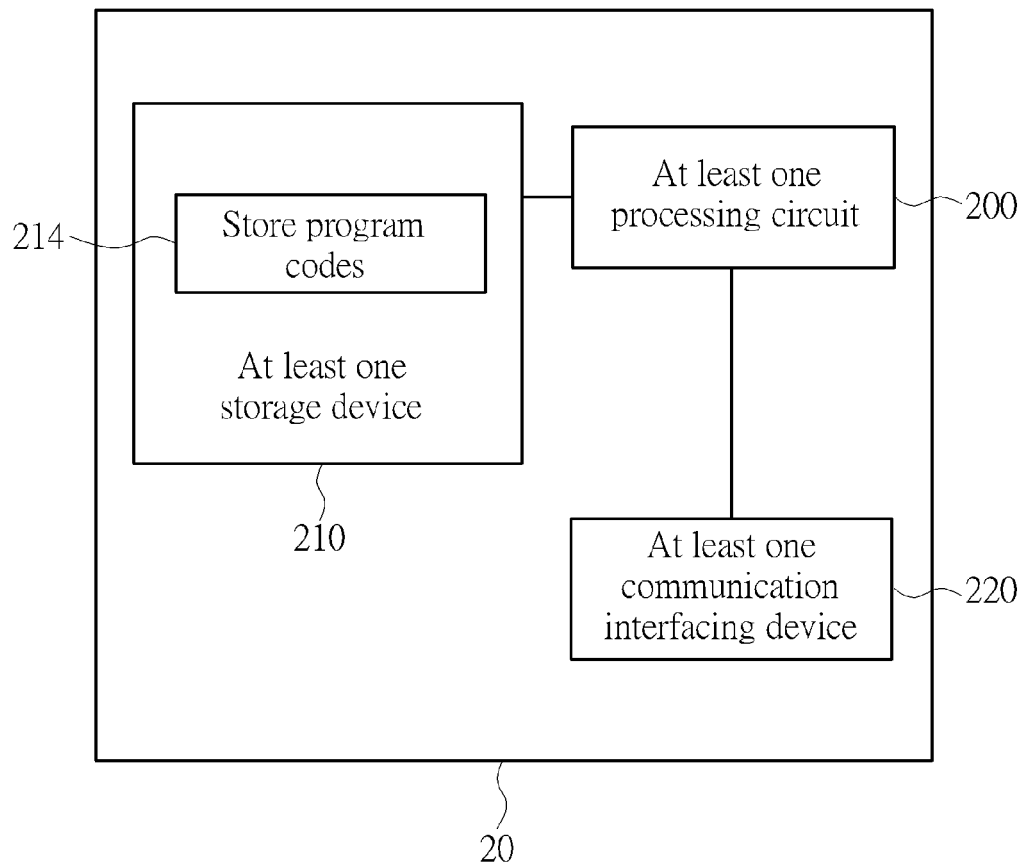 At least one
processing circuit
200
214
Store program
codes
At least one
storage device
210
At least one
communication
interfacing device
220
20